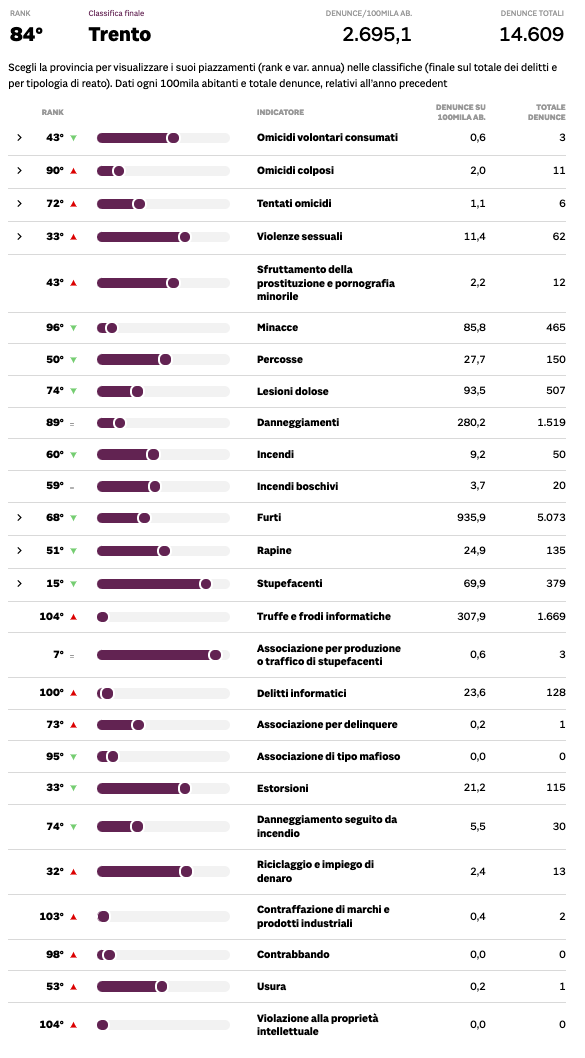 RANK Classifica finale DENUNCE/100MILA AB. DENUNCE TOTALI
84° Trento 2.695,1 14.609
Scegli la provincia per visualizzare i suoi piazzamenti (rank e var. annua) nelle classifiche (finale sul totale dei delitti e
per tipologia di reato). Dati ogni 100mila abitanti e totale denunce, relativi all'anno precedent
RANK INDICATORE DENUNCE SU 100MILA AB. TOTALE DENUNCE
43° Omicidi volontari consumati 0,6 3
90° Omicidi colposi 2,0 11
72° Tentati omicidi 1,1 6
33° Violenze sessuali 11,4 62
43° Sfruttamento della prostituzione e pornografia minorile 2,2 12
96° Minacce 85,8 465
50° Percosse 27,7 150
74° Lesioni dolose 93,5 507
89° = Danneggiamenti 280,2 1.519
60° Incendi 9,2 50
59° = Incendi boschivi 3,7 20
68° Furti 935,9 5.073
51° Rapine 24,9 135
15° Stupefacenti 69,9 379
104° Truffe e frodi informatiche 307,9 1.669
7° = Associazione per produzione o traffico di stupefacenti 0,6 3
100° Delitti informatici 23,6 128
73° Associazione per delinquere 0,2 1
95° Associazione di tipo mafioso 0,0 0
33° Estorsioni 21,2 115
74° Danneggiamento seguito da incendio 5,5 30
32° Riciclaggio e impiego di denaro 2,4 13
103° Contraffazione di marchi e prodotti industriali 0,4 2
98° Contrabbando 0,0 0
53° Usura 0,2 1
104° Violazione alla proprietà intellettuale 0,0 0